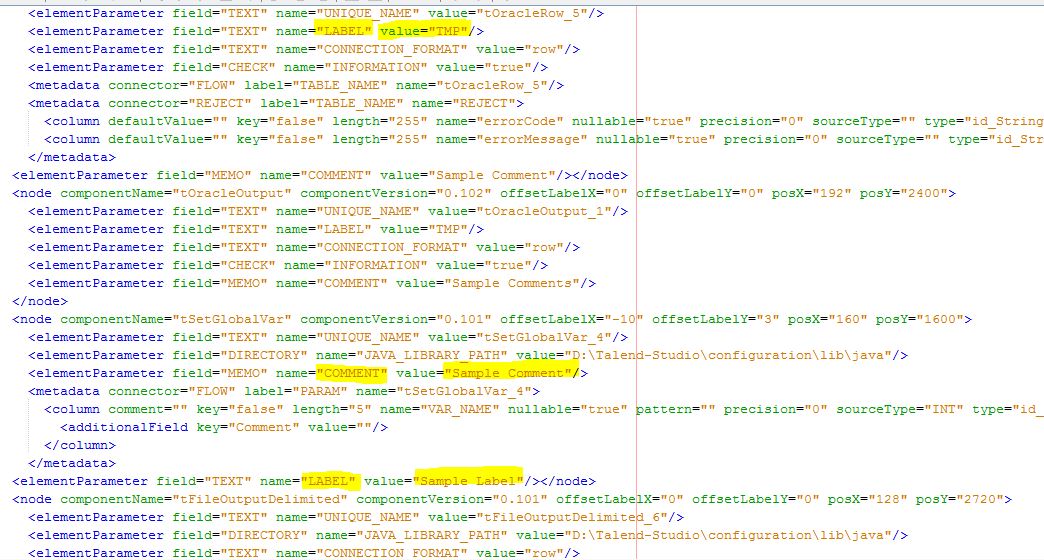 <elementParameter field="TEXT" name="UNIQUE_NAME" value="tOracleRow_5"/>
<elementParameter field="TEXT" name="LABEL" value="TMP"/>
<elementParameter field="TEXT" name="CONNECTION_FORMAT" value="row"/>
<elementParameter field="CHECK" name="INFORMATION" value="true"/>
<metadata connector="FLOW" label="TABLE_NAME" name="tOracleRow_5"/>
<metadata connector="REJECT" label="TABLE_NAME" name="REJECT">
<column defaultValue="" key="false" length="255" name="errorCode" nullable="true" precision="0" sourceType="" type="id_String
<column defaultValue="" key="false" length="255" name="errorMessage" nullable="true" precision="0" sourceType="" type="id_Str
</metadata>
<elementParameter field="MEMO" name="COMMENT" value="Sample Comment"/></node>
<node componentName="tOracleOutput" componentVersion="0.102" offsetLabelX="0" offsetLabelY="0" posX="192" posY="2400">
<elementParameter field="TEXT" name="UNIQUE_NAME" value="tOracleOutput_1"/>
<elementParameter field="TEXT" name="LABEL" value="TMP"/>
<elementParameter field="TEXT" name="CONNECTION_FORMAT" value="row"/>
<elementParameter field="CHECK" name="INFORMATION" value="true"/>
<elementParameter field="MEMO" name="COMMENT" value="Sample Comments"/>
</node>
<node componentName="tSetGlobalVar" componentVersion="0.101" offsetLabelX="-10" offsetLabelY="3" posX="160" posY="1600">
<elementParameter field="TEXT" name="UNIQUE_NAME" value="tSetGlobalVar_4"/>
<elementParameter field="DIRECTORY" name="JAVA_LIBRARY_PATH" value="D:\Talend-Studio\configuration\lib\java"/>
<elementParameter field="MEMO" name="COMMENT" value="Sample Comment"/>
<metadata connector="FLOW" label="PARAM" name="tSetGlobalVar_4">
<column comment="" key="false" length="5" name="VAR_NAME" nullable="true" pattern="" precision="0" sourceType="INT" type="id_
<additionalField key="Comment" value=""/>
</column>
</metadata>
<elementParameter field="TEXT" name="LABEL" value="Sample Label"/></node>
<node componentName="tFileOutputDelimited" componentVersion="0.101" offsetLabelX="0" offsetLabelY="0" posX="128" posY="2720">
<elementParameter field="TEXT" name="UNIQUE_NAME" value="tFileOutputDelimited_6"/>
<elementParameter field="DIRECTORY" name="JAVA_LIBRARY_PATH" value="D:\Talend-Studio\configuration\lib\java"/>
<elementParameter field="TEXT" name="CONNECTION_FORMAT" value="row"/>